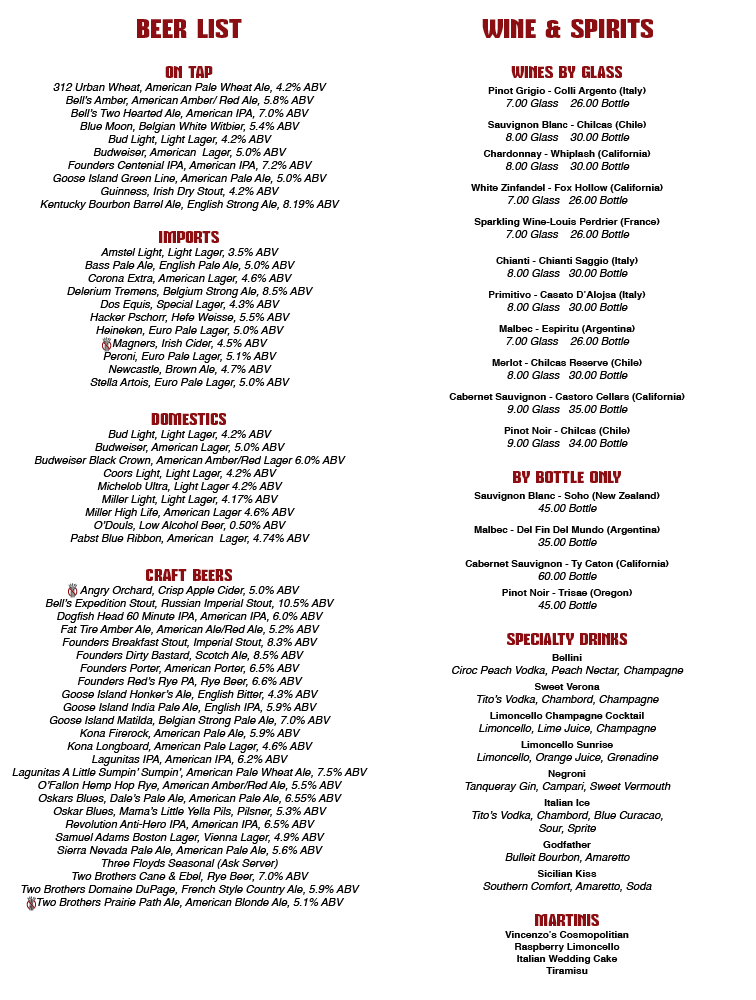 BEER LIST
ON TAP
312 Urban Wheat, American Pale Wheat Ale, 4.2% ABV
Bell's Amber, American Amber/ Red Ale, 5.8% ABV
Bell's Two Hearted Ale, American IPA, 7.0% ABV
Blue Moon, Belgian White Witbier, 5.4% ABV
Bud Light, Light Lager, 4.2% ABV
Budweiser, American Lager, 5.0% ABV
Founders Centenial IPA, American IPA, 7.2% ABV
Goose Island Green Line, American Pale Ale, 5.0% ABV
Guinness, Irish Dry Stout, 4.2% ABV
Kentucky Bourbon Barrel Ale, English Strong Ale, 8.19% ABV
IMPORTS
Amstel Light, Light Lager, 3.5% ABV
Bass Pale Ale, English Pale Ale, 5.0% ABV
Corona Extra, American Lager, 4.6% ABV
Delerium Tremens, Belgium Strong Ale, 8.5% ABV
Dos Equis, Special Lager, 4.3% ABV
Hacker Pschorr, Hefe Weisse, 5.5% ABV
Heineken, Euro Pale Lager, 5.0% ABV
Magners, Irish Cider, 4.5% ABV
Peroni, Euro Pale Lager, 5.1% ABV
Newcastle, Brown Ale, 4.7% ABV
Stella Artois, Euro Pale Lager, 5.0% ABV
DOMESTICS
Bud Light, Light Lager, 4.2% ABV
Budweiser, American Lager, 5.0% ABV
Budweiser Black Crown, American Amber/Red Lager 6.0% ABV
Coors Light, Light Lager, 4.2% ABV
Michelob Ultra, Light Lager 4.2% ABV
Miller Light, Light Lager, 4.17% ABV
Miller High Life, American Lager 4.6% ABV
O'Douls, Low Alcohol Beer, 0.50% ABV
Pabst Blue Ribbon, American Lager, 4.74% ABV
CRAFT BEERS
Angry Orchard, Crisp Apple Cider, 5.0% ABV
Bell's Expedition Stout, Russian Imperial Stout, 10.5% ABV
Dogfish Head 60 Minute IPA, American IPA, 6.0% ABV
Fat Tire Amber Ale, American Ale/Red Ale, 5.2% ABV
Founders Breakfast Stout, Imperial Stout, 8.3% ABV
Founders Dirty Bastard, Scotch Ale, 8.5% ABV
Founders Porter, American Porter, 6.5% ABV
Founders Red's Rye PA, Rye Beer, 6.6% ABV
Goose Island Honker's Ale, English Bitter, 4.3% ABV
Goose Island India Pale Ale, English IPA, 5.9% ABV
Goose Island Matilda, Belgian Strong Pale Ale, 7.0% ABV
Kona Firerock, American Pale Ale, 5.9% ABV
Kona Longboard, American Pale Lager, 4.6% ABV
Lagunitas IPA, American IPA, 6.2% ABV
Lagunitas A Little Sumpin' Sumpin', American Pale Wheat Ale, 7.5% ABV
O'Fallon Hemp Hop Rye, American Amber/Red Ale, 5.5% ABV
Oskars Blues, Dale's Pale Ale, American Pale Ale, 6.55% ABV
Oskar Blues, Mama's Little Yella Pils, Pilsner, 5.3% ABV
Revolution Anti-Hero IPA, American IPA, 6.5% ABV
Samuel Adams Boston Lager, Vienna Lager, 4.9% ABV
Sierra Nevada Pale Ale, American Pale Ale, 5.6% ABV
Three Floyds Seasonal (Ask Server)
Two Brothers Cane & Ebel, Rye Beer, 7.0% ABV
Two Brothers Domaine DuPage, French Style Country Ale, 5.9% ABV
Two Brothers Prairie Path Ale, American Blonde Ale, 5.1% ABV
WINE & SPIRITS
WINES BY GLASS
Pinot Grigio - Colli Argento (Italy)
7.00 Glass 26.00 Bottle
Sauvignon Blanc - Chilcas (Chile)
8.00 Glass 30.00 Bottle
Chardonnay - Whiplash (California)
8.00 Glass 30.00 Bottle
White Zinfandel - Fox Hollow (California)
7.00 Glass 26.00 Bottle
Sparkling Wine-Louis Perdrier (France)
7.00 Glass 26.00 Bottle
Chianti - Chianti Saggio (Italy)
8.00 Glass 30.00 Bottle
Primitivo - Casato D'Alojsa (Italy)
8.00 Glass 30.00 Bottle
Malbec - Espiritu (Argentina)
7.00 Glass 26.00 Bottle
Merlot - Chilcas Reserve (Chile)
8.00 Glass 30.00 Bottle
Cabernet Sauvignon - Castoro Cellars (California)
9.00 Glass 35.00 Bottle
Pinot Noir - Chilcas (Chile)
9.00 Glass 34.00 Bottle
BY BOTTLE ONLY
Sauvignon Blanc - Soho (New Zealand)
45.00 Bottle
Malbec - Del Fin Del Mundo (Argentina)
35.00 Bottle
Cabernet Sauvignon - Ty Caton (California)
60.00 Bottle
Pinot Noir - Trisae (Oregon)
45.00 Bottle
SPECIALTY DRINKS
Bellini
Ciroc Peach Vodka, Peach Nectar, Champagne
Sweet Verona
Tito's Vodka, Chambord, Champagne
Limoncello Champagne Cocktail
Limoncello, Lime Juice, Champagne
Limoncello Sunrise
Limoncello, Orange Juice, Grenadine
Negroni
Tanqueray Gin, Campari, Sweet Vermouth
Italian Ice
Tito's Vodka, Chambord, Blue Curacao,
Sour, Sprite
Godfather
Bulleit Bourbon, Amaretto
Sicilian Kiss
Southern Comfort, Amaretto, Soda
MARTINIS
Vincenzo's Cosmopolitian
Raspberry Limoncello
Italian Wedding Cake
Tiramisu